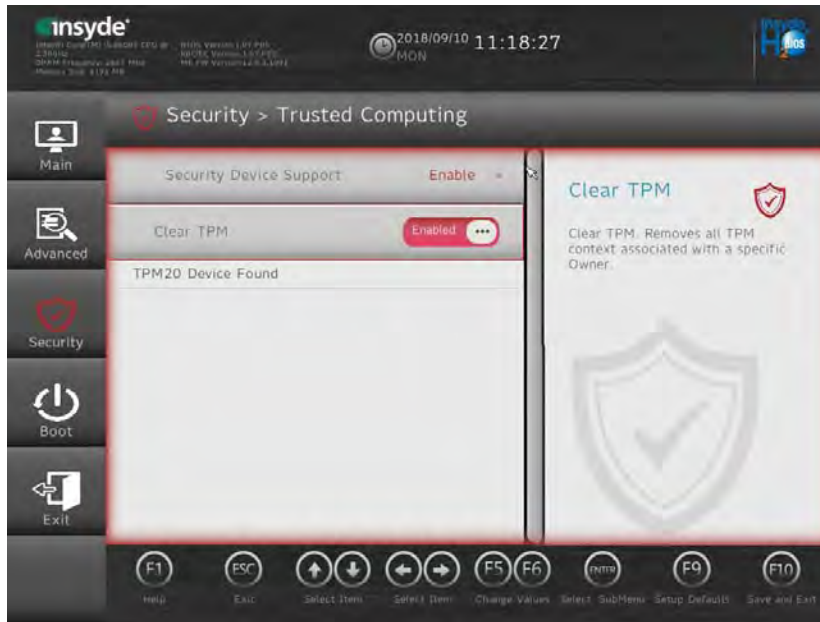 insyde
2018/09/10 11:18:27
MON
Insyde
H2O BIOS
Security > Trusted Computing
Main
Advanced
Security
Boot
Exit
Security Device Support Enable
Clear TPM Enabled
TPM20 Device Found
Clear TPM
Clear TPM. Removes all TPM
context associated with a specific
Owner.
F1 ESC F5 F6 ENTER F9 F10
Help Exit Select Item Select Item Change Values Select SubMenu Setup Defaults Save and Exit